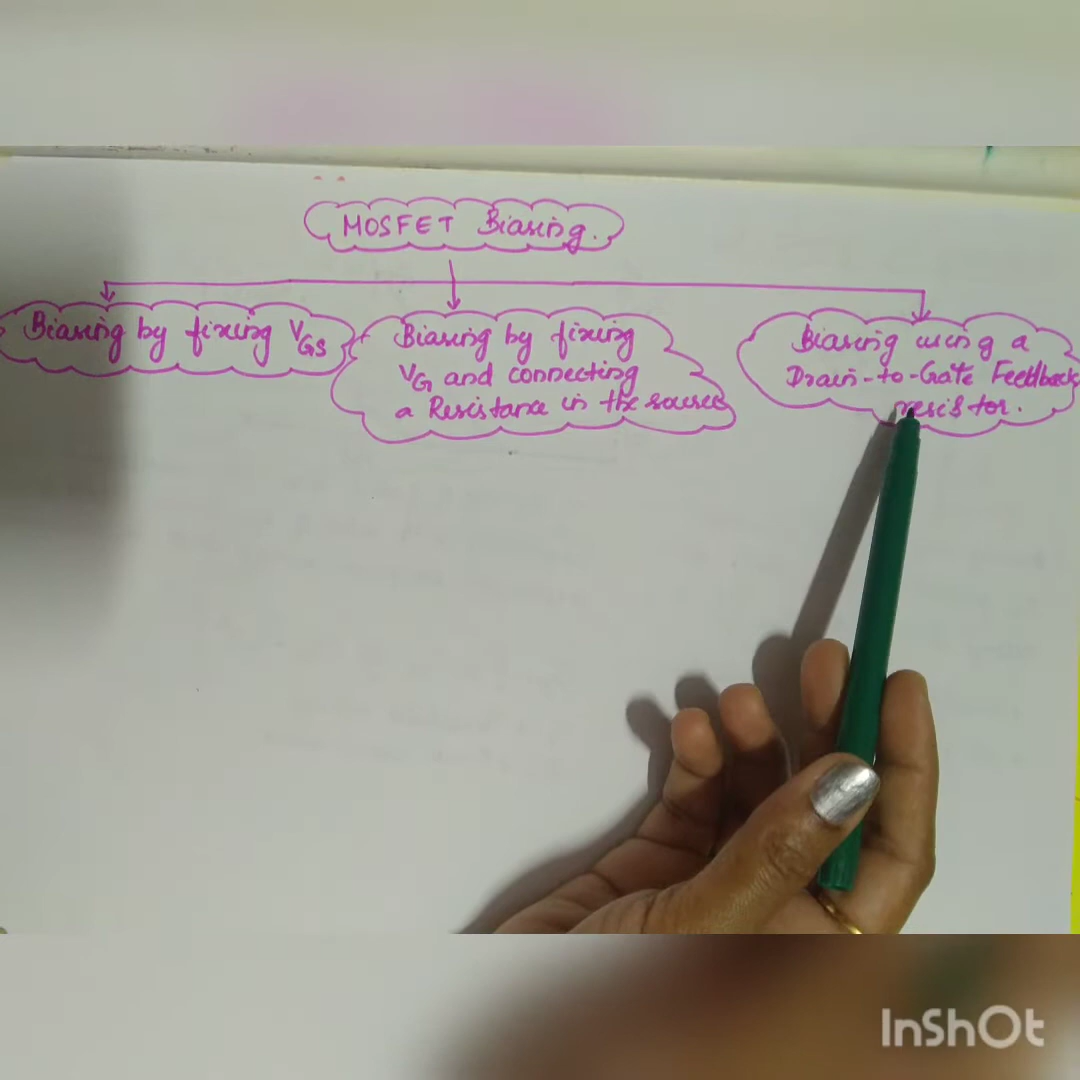 MOSFET Biasing.
Biasing by fixing VGS
Biasing by fixing
VG and connecting
a Resistance in the source
Biasing using a
Drain-to-Gate Feedback
resistor.
InShOt